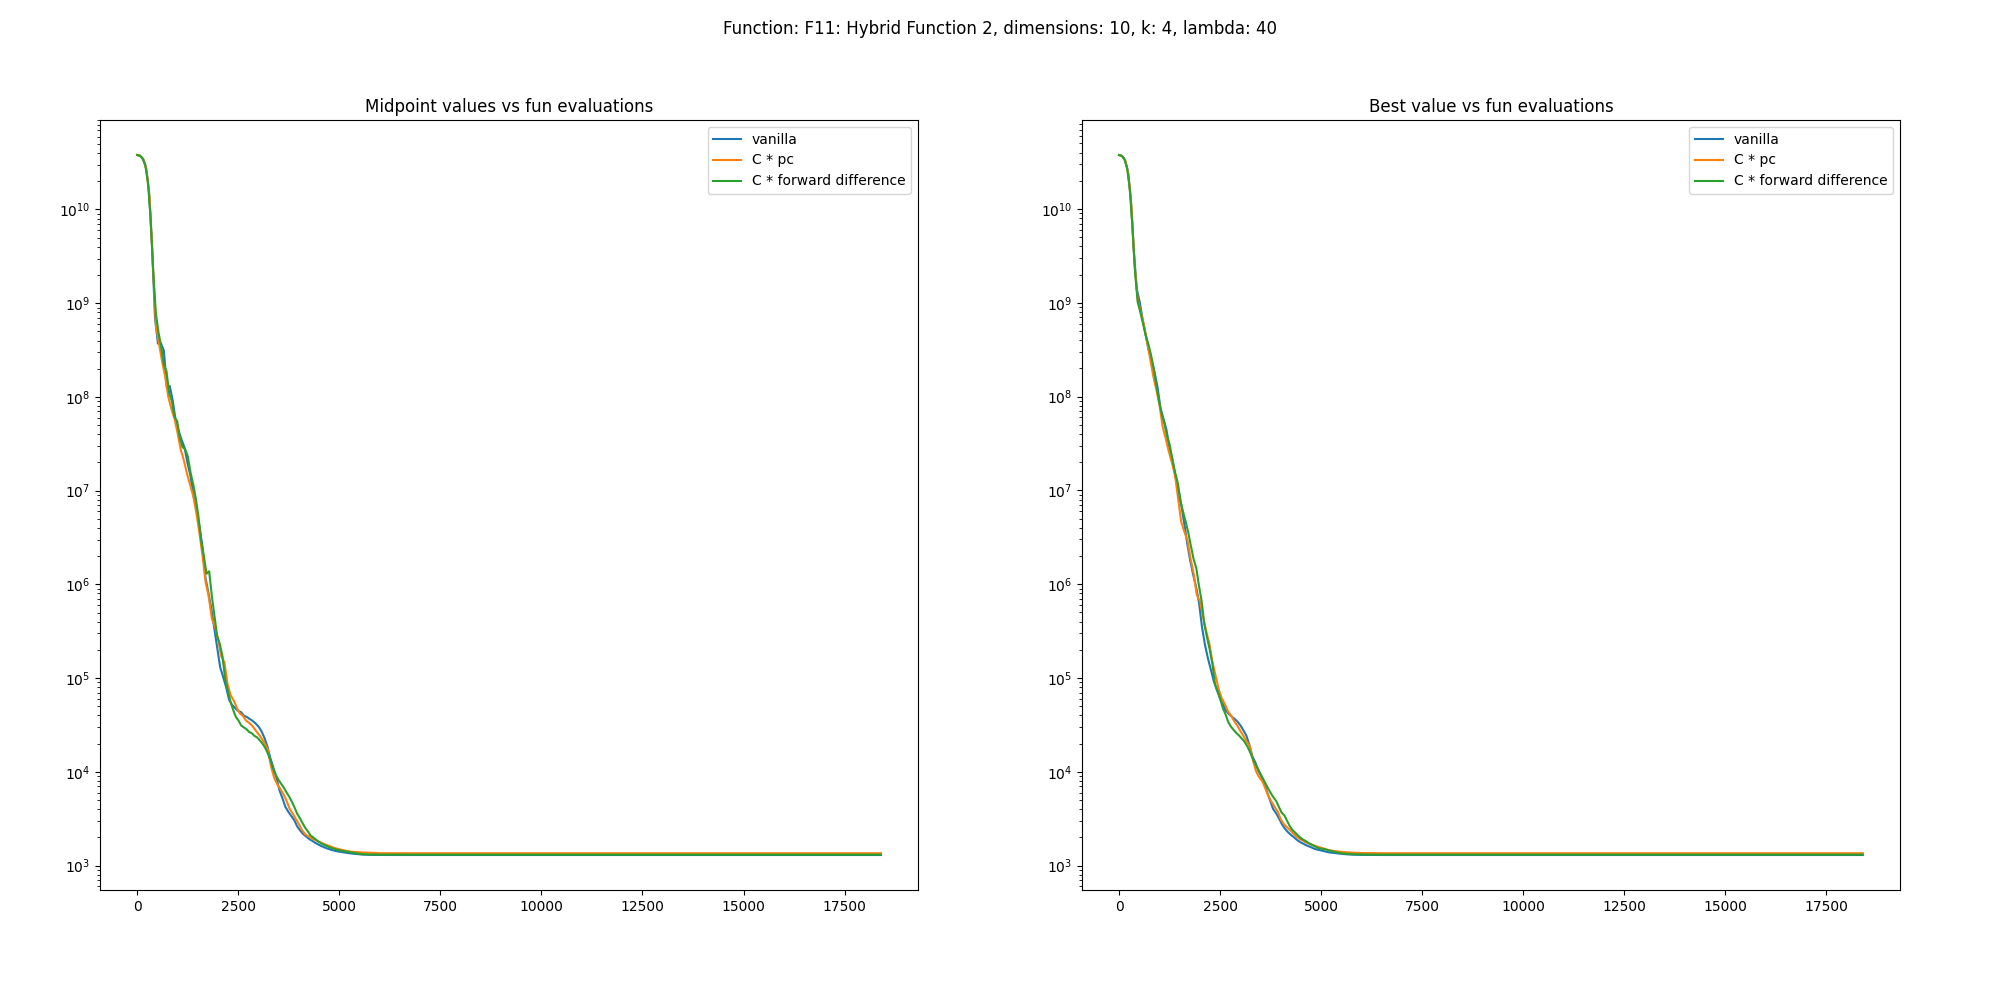 Function: F11: Hybrid Function 2, dimensions: 10, k: 4, lambda: 40
Midpoint values vs fun evaluations
vanilla
C * pc
C * forward difference
10^10
10^9
10^8
10^7
10^6
10^5
10^4
10^3
0 2500 5000 7500 10000 12500 15000 17500
Best value vs fun evaluations
vanilla
C * pc
C * forward difference
10^10
10^9
10^8
10^7
10^6
10^5
10^4
10^3
0 2500 5000 7500 10000 12500 15000 17500